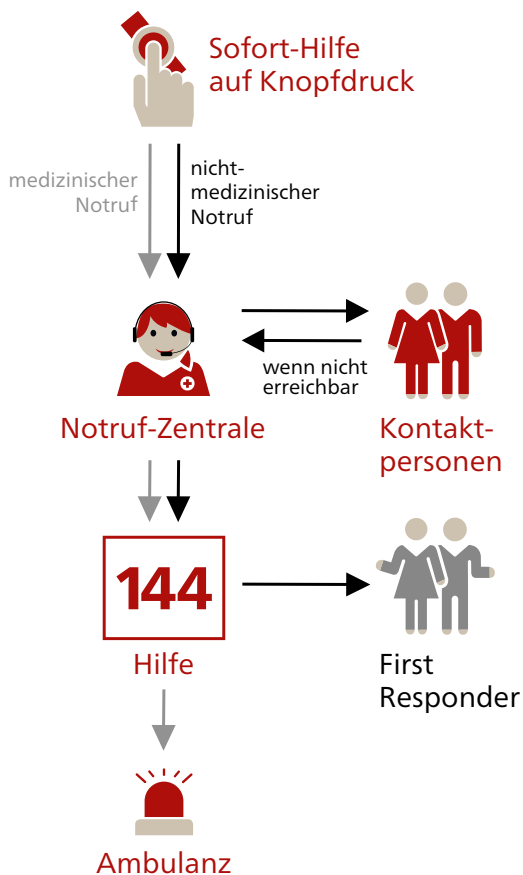 Sofort-Hilfe
auf Knopfdruck
medizinischer
Notruf
nicht-
medizinischer
Notruf
wenn nicht
erreichbar
Notruf-Zentrale
Kontakt-
personen
144
Hilfe
First
Responder
Ambulanz